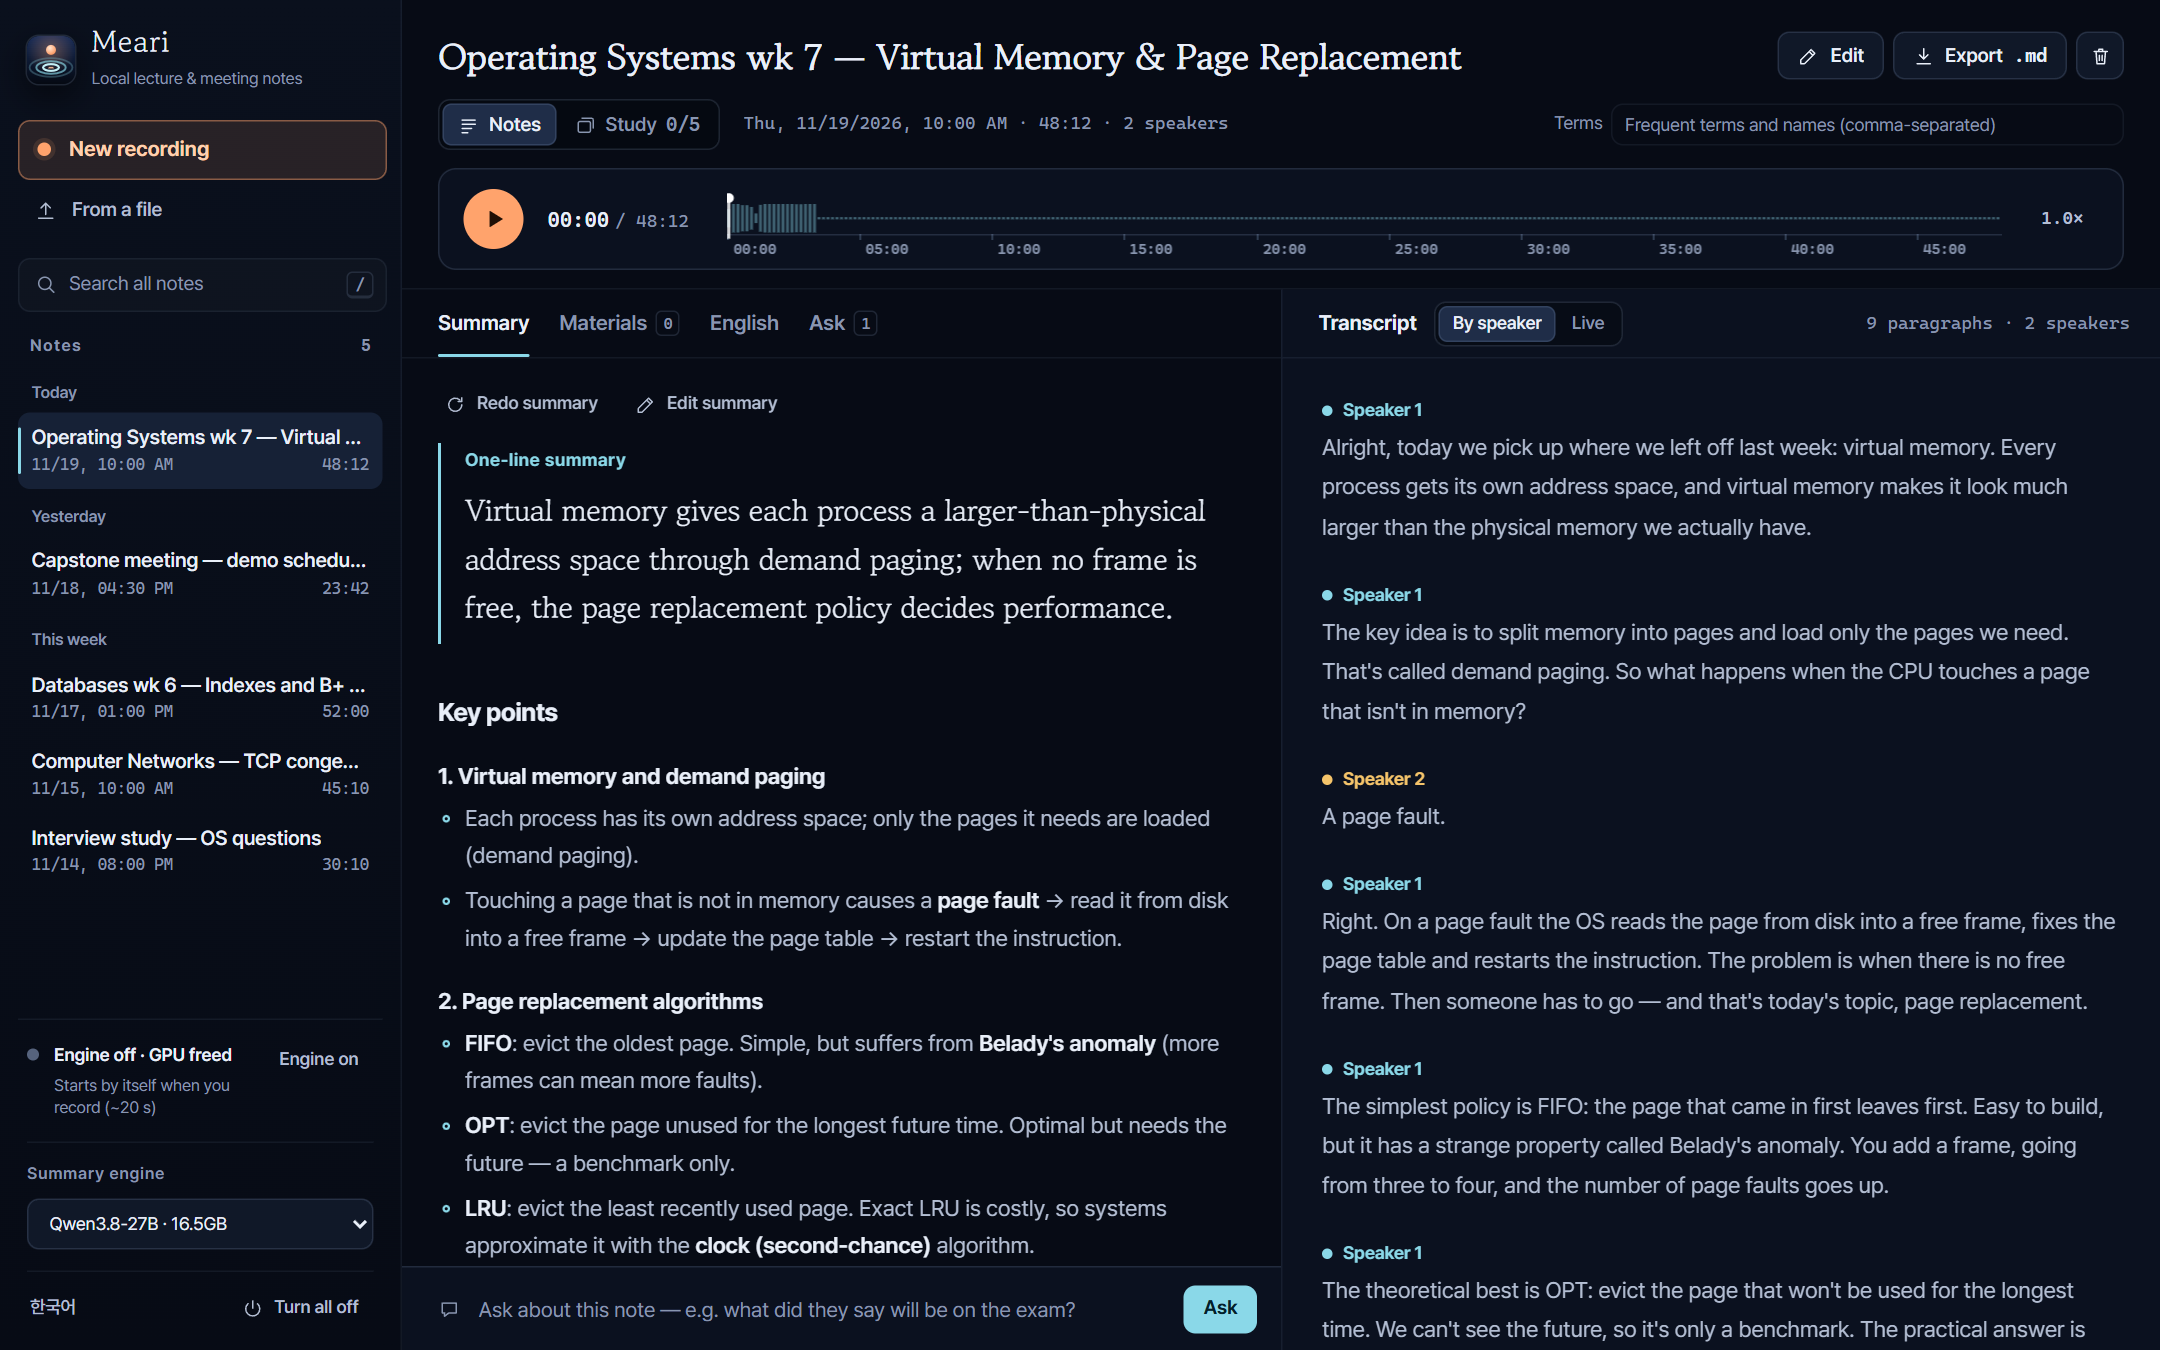 Meari
Local lecture & meeting notes
New recording
From a file
Search all notes
/
Notes 5
Today
Operating Systems wk 7 — Virtual ...
11/19, 10:00 AM 48:12
Yesterday
Capstone meeting — demo schedu...
11/18, 04:30 PM 23:42
This week
Databases wk 6 — Indexes and B+ ...
11/17, 01:00 PM 52:00
Computer Networks — TCP conge...
11/15, 10:00 AM 45:10
Interview study — OS questions
11/14, 08:00 PM 30:10
Engine off · GPU freed
Engine on
Starts by itself when you
record (~20 s)
Summary engine
Qwen3.8-27B · 16.5GB
한국어
Turn all off
Operating Systems wk 7 — Virtual Memory & Page Replacement
Edit
Export .md
Notes
Study 0/5
Thu, 11/19/2026, 10:00 AM · 48:12 · 2 speakers
Terms
Frequent terms and names (comma-separated)
00:00 / 48:12
00:00 05:00 10:00 15:00 20:00 25:00 30:00 35:00 40:00 45:00
1.0×
Summary
Materials 0
English
Ask 1
Redo summary
Edit summary
One-line summary
Virtual memory gives each process a larger-than-physical
address space through demand paging; when no frame is
free, the page replacement policy decides performance.
Key points
1. Virtual memory and demand paging
Each process has its own address space; only the pages it needs are loaded
(demand paging).
Touching a page that is not in memory causes a page fault → read it from disk
into a free frame → update the page table → restart the instruction.
2. Page replacement algorithms
FIFO: evict the oldest page. Simple, but suffers from Belady's anomaly (more
frames can mean more faults).
OPT: evict the page unused for the longest future time. Optimal but needs the
future — a benchmark only.
LRU: evict the least recently used page. Exact LRU is costly, so systems
approximate it with the clock (second-chance) algorithm.
Ask about this note — e.g. what did they say will be on the exam?
Ask
Transcript
By speaker
Live
9 paragraphs · 2 speakers
Speaker 1
Alright, today we pick up where we left off last week: virtual memory. Every
process gets its own address space, and virtual memory makes it look much
larger than the physical memory we actually have.
Speaker 1
The key idea is to split memory into pages and load only the pages we need.
That's called demand paging. So what happens when the CPU touches a page
that isn't in memory?
Speaker 2
A page fault.
Speaker 1
Right. On a page fault the OS reads the page from disk into a free frame, fixes the
page table and restarts the instruction. The problem is when there is no free
frame. Then someone has to go — and that's today's topic, page replacement.
Speaker 1
The simplest policy is FIFO: the page that came in first leaves first. Easy to build,
but it has a strange property called Belady's anomaly. You add a frame, going
from three to four, and the number of page faults goes up.
Speaker 1
The theoretical best is OPT: evict the page that won't be used for the longest
time. We can't see the future, so it's only a benchmark. The practical answer is